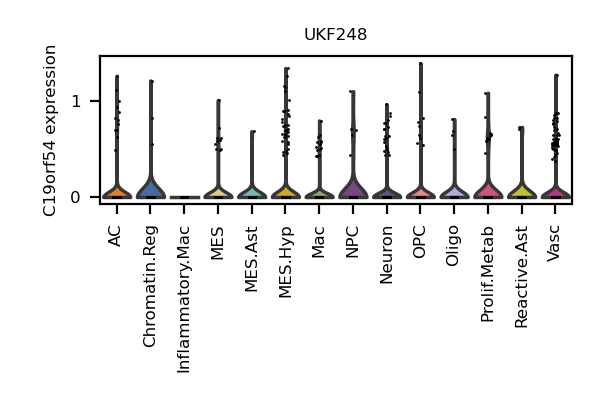 UKF248
C19orf54 expression
1
0
AC
Chromatin.Reg
Inflammatory.Mac
MES
MES.Ast
MES.Hyp
Mac
NPC
Neuron
OPC
Oligo
Prolif.Metab
Reactive.Ast
Vasc